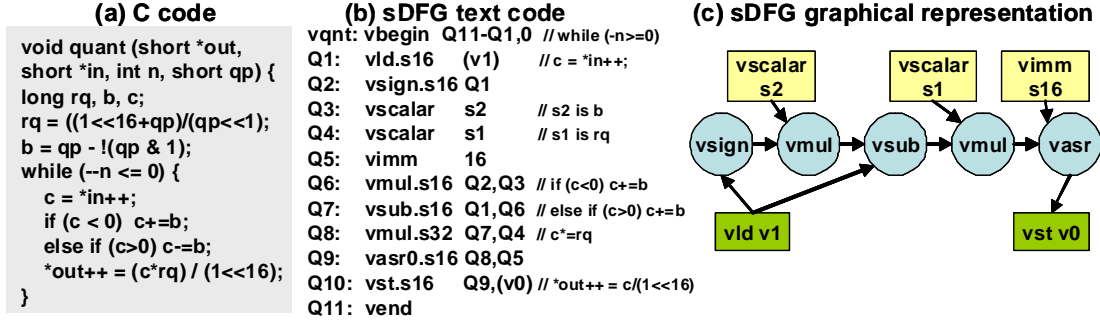 (a) C code
void quant (short *out,
short *in, int n, short qp) {
long rq, b, c;
rq = ((1<<16+qp)/(qp<<1);
b = qp - !(qp & 1);
while (--n <= 0) {
c = *in++;
if (c < 0) c+=b;
else if (c>0) c-=b;
*out++ = (c*rq) / (1<<16);
}
(b) sDFG text code
vqnt: vbegin Q11-Q1,0 // while (-n>=0)
Q1: vld.s16 (v1) // c = *in++;
Q2: vsign.s16 Q1
Q3: vscalar s2 // s2 is b
Q4: vscalar s1 // s1 is rq
Q5: vimm 16
Q6: vmul.s16 Q2,Q3 // if (c<0) c+=b
Q7: vsub.s16 Q1,Q6 // else if (c>0) c+=b
Q8: vmul.s32 Q7,Q4 // c*=rq
Q9: vasr0.s16 Q8,Q5
Q10: vst.s16 Q9,(v0) // *out++ = c/(1<<16)
Q11: vend
(c) sDFG graphical representation
vscalar
s2
vscalar
s1
vimm
s16
vsign
vmul
vsub
vmul
vasr
vld v1
vst v0